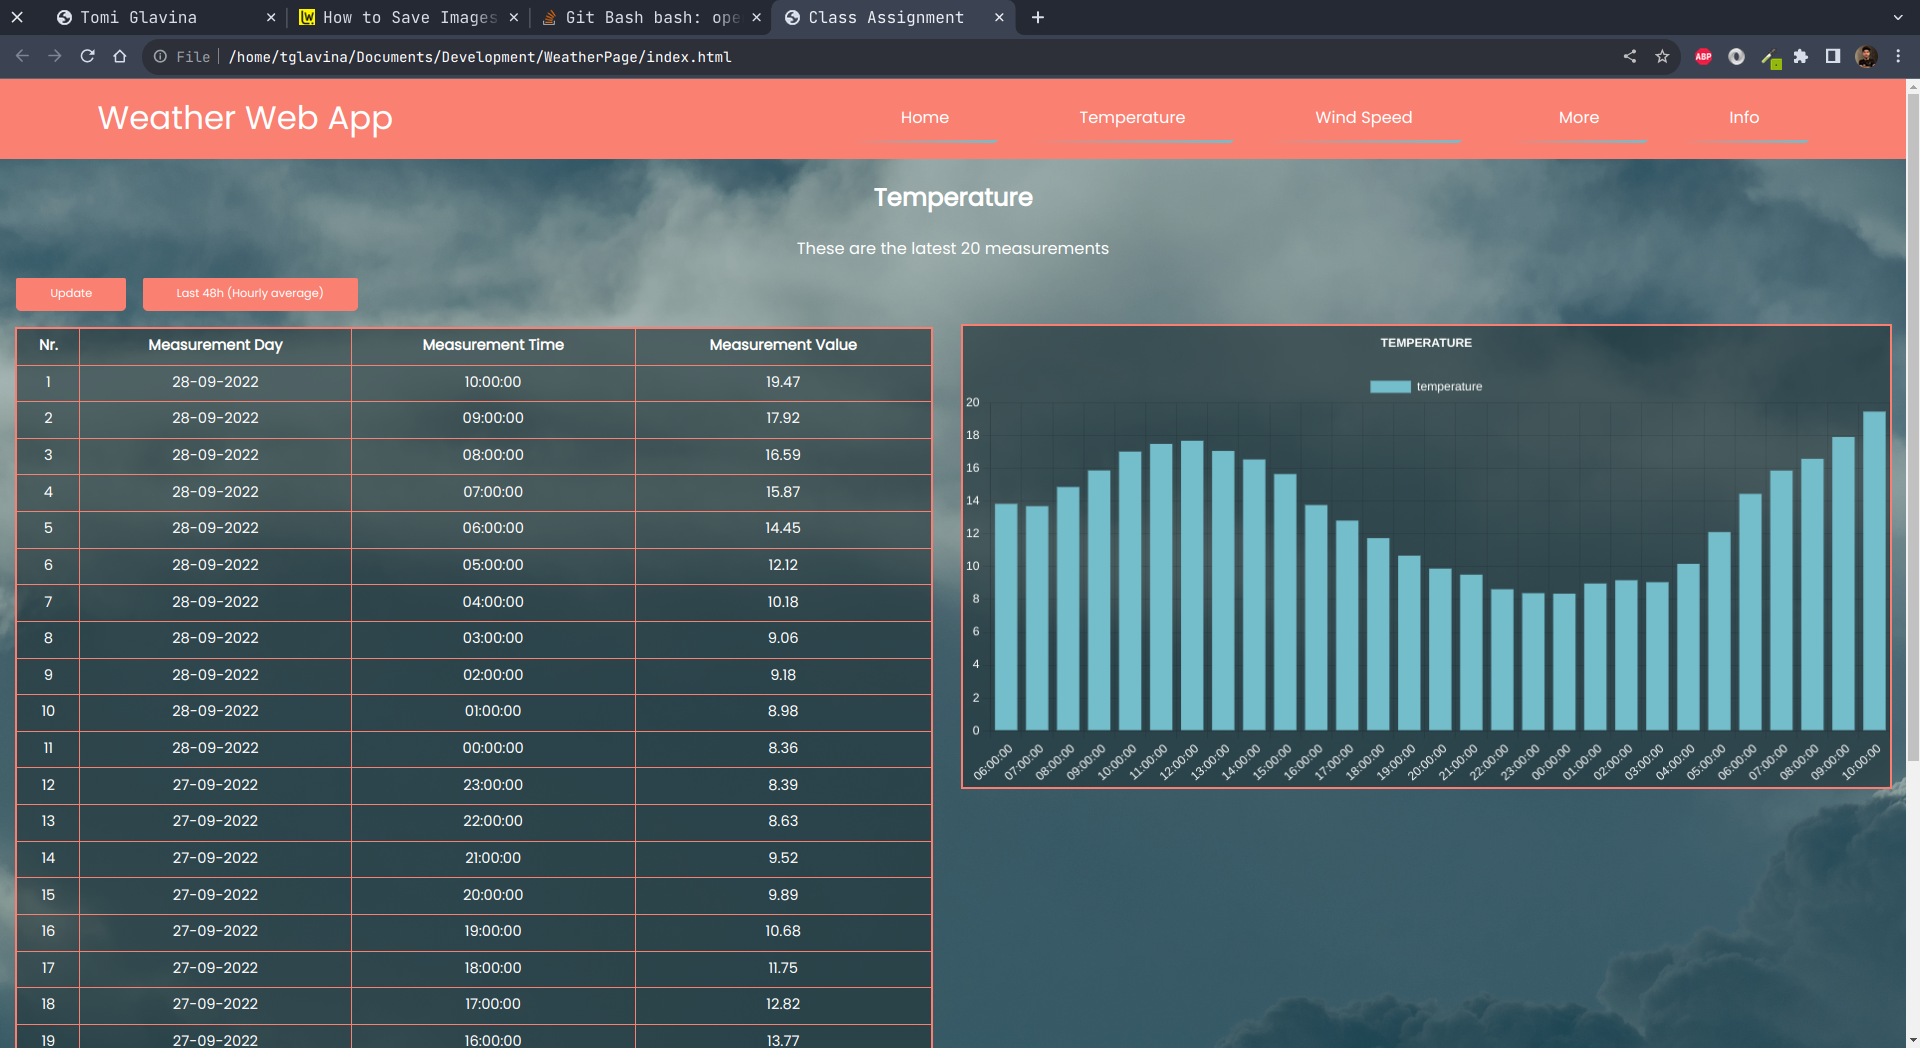 Tomi Glavina
How to Save Images
Git Bash bash: ope
Class Assignment
File
/home/tglavina/Documents/Development/WeatherPage/index.html
ABP
Weather Web App
Home
Temperature
Wind Speed
More
Info
Temperature
These are the latest 20 measurements
Update
Last 48h (Hourly average)
Nr. Measurement Day Measurement Time Measurement Value
1 28-09-2022 10:00:00 19.47
2 28-09-2022 09:00:00 17.92
3 28-09-2022 08:00:00 16.59
4 28-09-2022 07:00:00 15.87
5 28-09-2022 06:00:00 14.45
6 28-09-2022 05:00:00 12.12
7 28-09-2022 04:00:00 10.18
8 28-09-2022 03:00:00 9.06
9 28-09-2022 02:00:00 9.18
10 28-09-2022 01:00:00 8.98
11 28-09-2022 00:00:00 8.36
12 27-09-2022 23:00:00 8.39
13 27-09-2022 22:00:00 8.63
14 27-09-2022 21:00:00 9.52
15 27-09-2022 20:00:00 9.89
16 27-09-2022 19:00:00 10.68
17 27-09-2022 18:00:00 11.75
18 27-09-2022 17:00:00 12.82
19 27-09-2022 16:00:00 13.77
TEMPERATURE
temperature
20
18
16
14
12
10
8
6
4
2
0
06:00:00
07:00:00
08:00:00
09:00:00
10:00:00
11:00:00
12:00:00
13:00:00
14:00:00
15:00:00
16:00:00
17:00:00
18:00:00
19:00:00
20:00:00
21:00:00
22:00:00
23:00:00
00:00:00
01:00:00
02:00:00
03:00:00
04:00:00
05:00:00
06:00:00
07:00:00
08:00:00
09:00:00
10:00:00